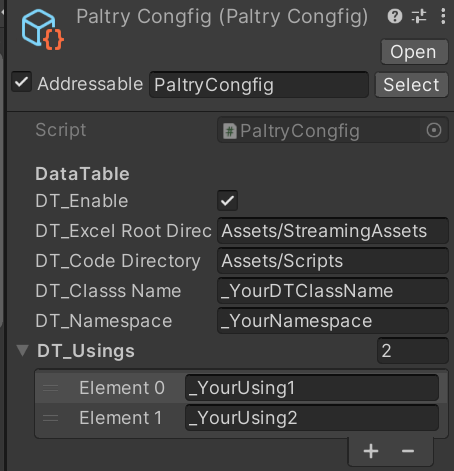 Paltry Congfig (Paltry Congfig)
Open
Addressable PaltryCongfig Select
Script PaltryCongfig
DataTable
DT_Enable
DT_Excel Root Direc Assets/StreamingAssets
DT_Code Directory Assets/Scripts
DT_Classs Name _YourDTClassName
DT_Namespace _YourNamespace
DT_Usings 2
Element 0 _YourUsing1
Element 1 _YourUsing2